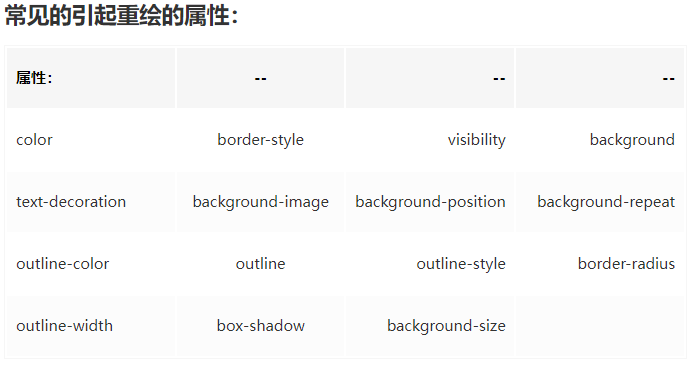 常见的引起重绘的属性：
属性： -- -- --
color border-style visibility background
text-decoration background-image background-position background-repeat
outline-color outline outline-style border-radius
outline-width box-shadow background-size